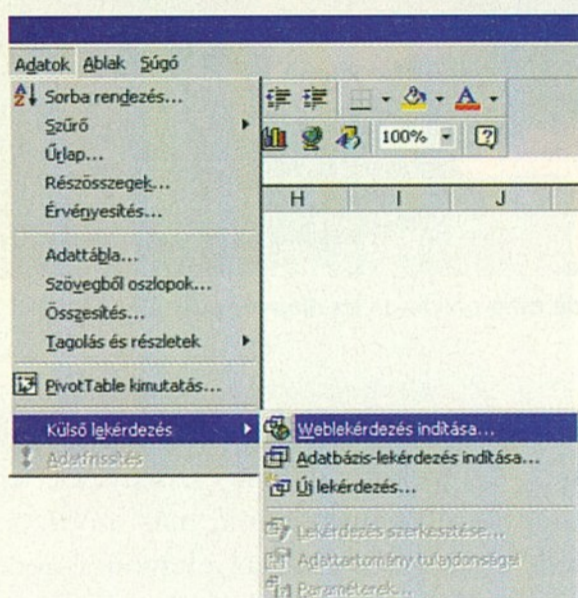 Adatok Ablak Súgó
Sorba rendezés...
Szűrő
Űrlap...
100%
Részösszegek...
Érvényesítés...
H I J
Adattábla...
Szövegből oszlopok...
Összesítés...
Tagolás és részletek
PivotTable kimutatás...
Külső lekérdezés
Weblekérdezés indítása...
Adatfrissítés
Adatbázis-lekérdezés indítása...
Új lekérdezés...
Lekérdezés szerkesztése...
Adattartomány tulajdonságai
Paraméterek...